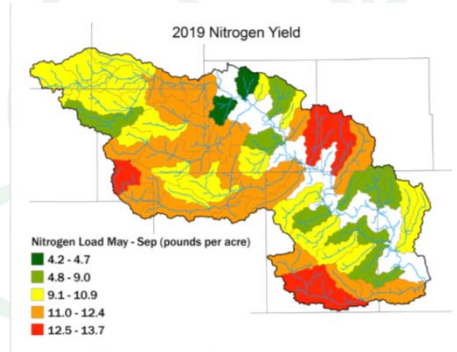 2019 Nitrogen Yield
Nitrogen Load May - Sep (pounds per acre)
4.2 - 4.7
4.8 - 9.0
9.1 - 10.9
11.0 - 12.4
12.5 - 13.7